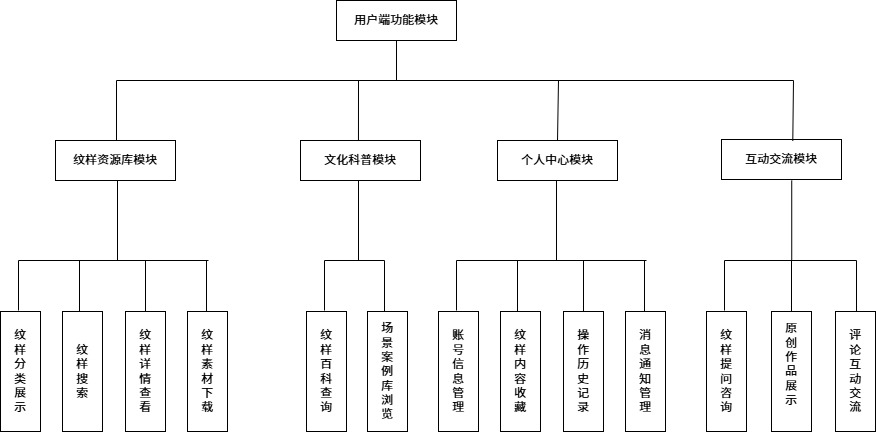 用户端功能模块
纹样资源库模块
文化科普模块
个人中心模块
互动交流模块
纹样分类展示
纹样搜索
纹样详情查看
纹样素材下载
纹样百科查询
场景案例库浏览
账号信息管理
纹样内容收藏
操作历史记录
消息通知管理
纹样提问咨询
原创作品展示
评论互动交流